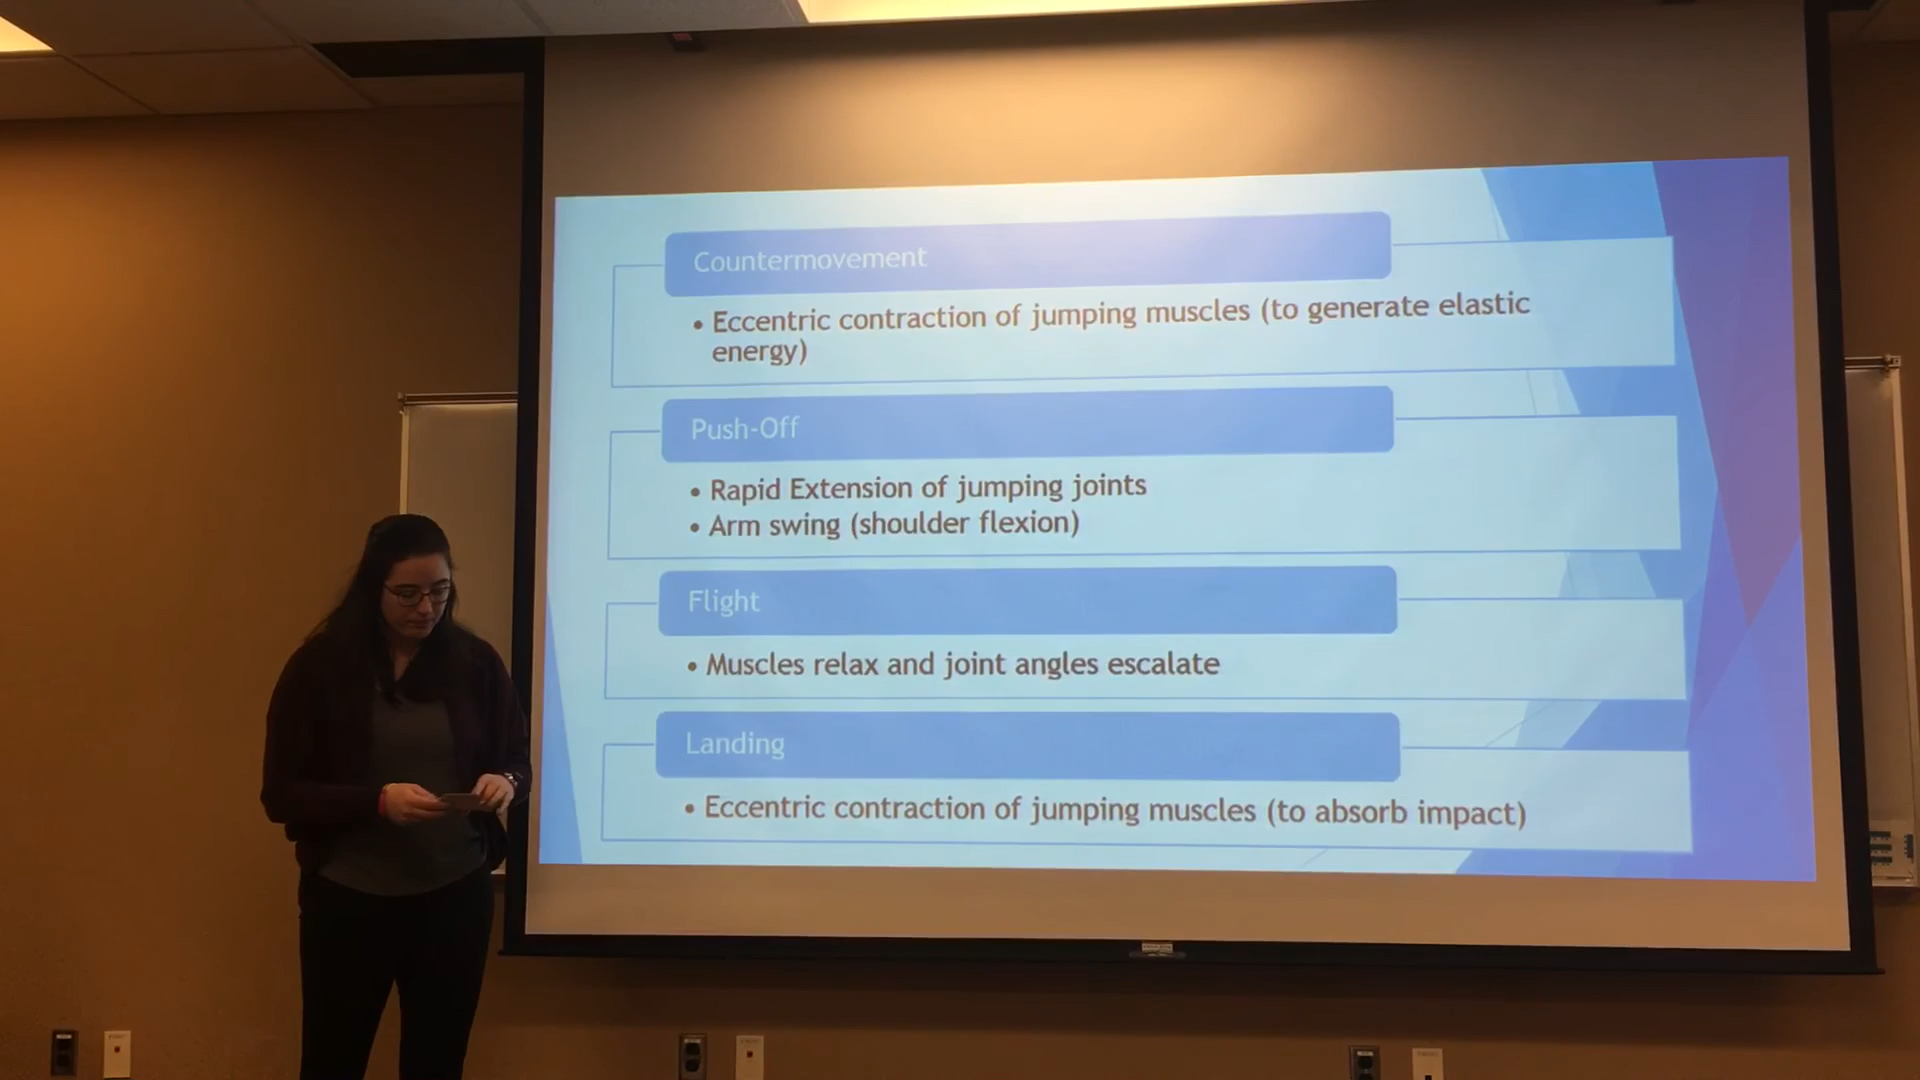 Countermovement
• Eccentric contraction of jumping muscles (to generate elastic
energy)
Push-Off
• Rapid Extension of jumping joints
• Arm swing (shoulder flexion)
Flight
• Muscles relax and joint angles escalate
Landing
• Eccentric contraction of jumping muscles (to absorb impact)